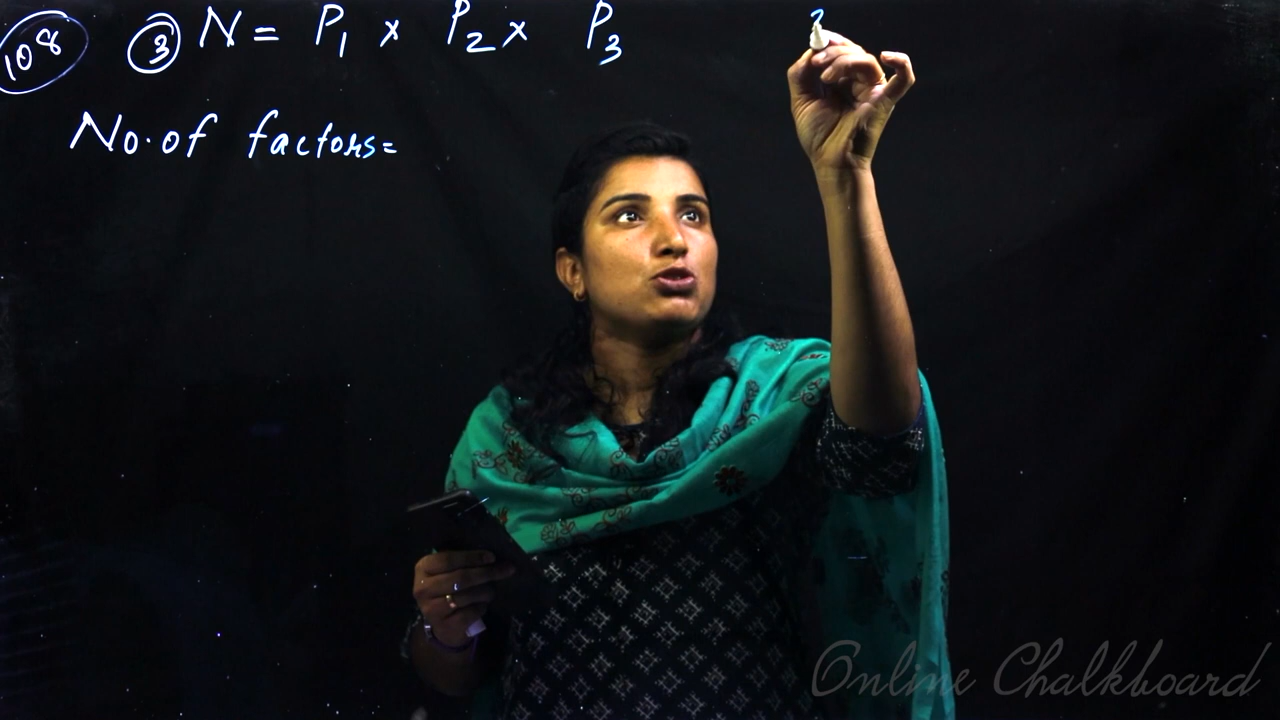 108 3 N = P1 x P2 x P3
No. of factors=
Online Chalkboard